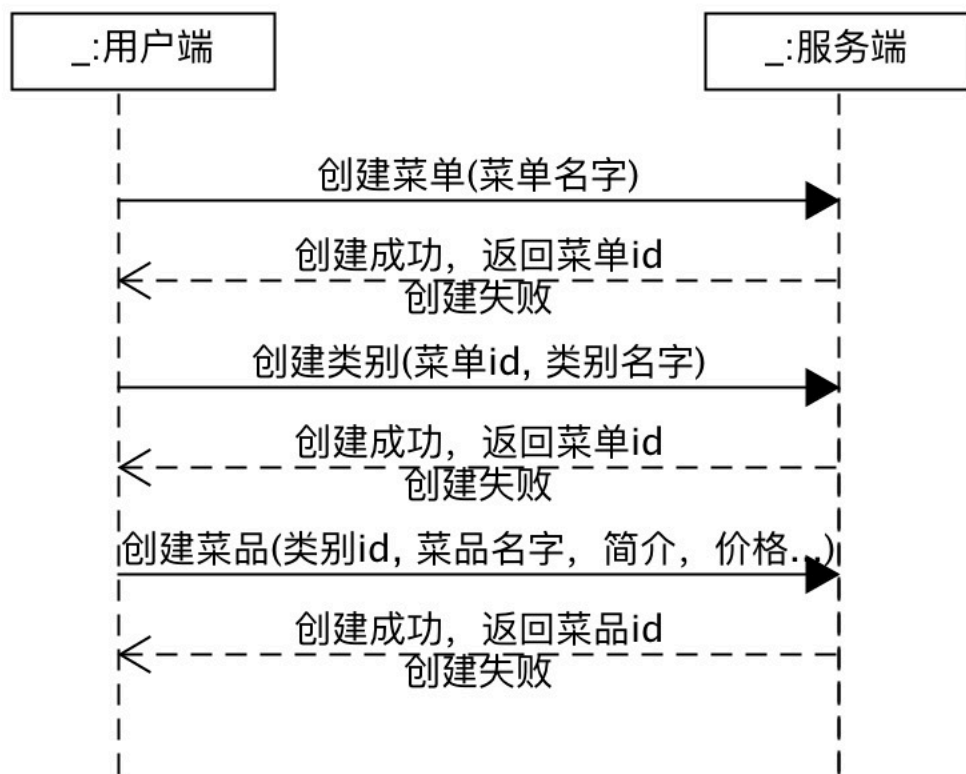 _:用户端
_:服务端
创建菜单(菜单名字)
创建成功，返回菜单id
创建失败
创建类别(菜单id, 类别名字)
创建成功，返回菜单id
创建失败
创建菜品(类别id, 菜品名字，简介，价格...)
创建成功，返回菜品id
创建失败